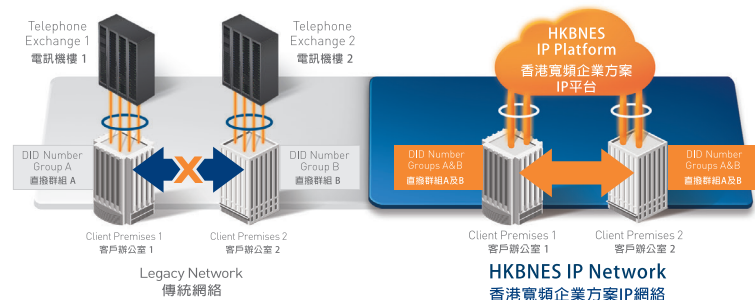 Telephone
Exchange 1
電訊機樓 1
Telephone
Exchange 2
電訊機樓 2
HKBNES
IP Platform
香港寬頻企業方案
IP平台
DID Number
Group A
直撥群組 A
X
DID Number
Group B
直撥群組 B
DID Number
Groups A&B
直撥群組A及B
DID Number
Groups A&B
直撥群組A及B
Client Premises 1
客戶辦公室 1
Client Premises 2
客戶辦公室 2
Client Premises 1
客戶辦公室 1
Client Premises 2
客戶辦公室 2
Legacy Network
傳統網絡
HKBNES IP Network
香港寬頻企業方案IP網絡